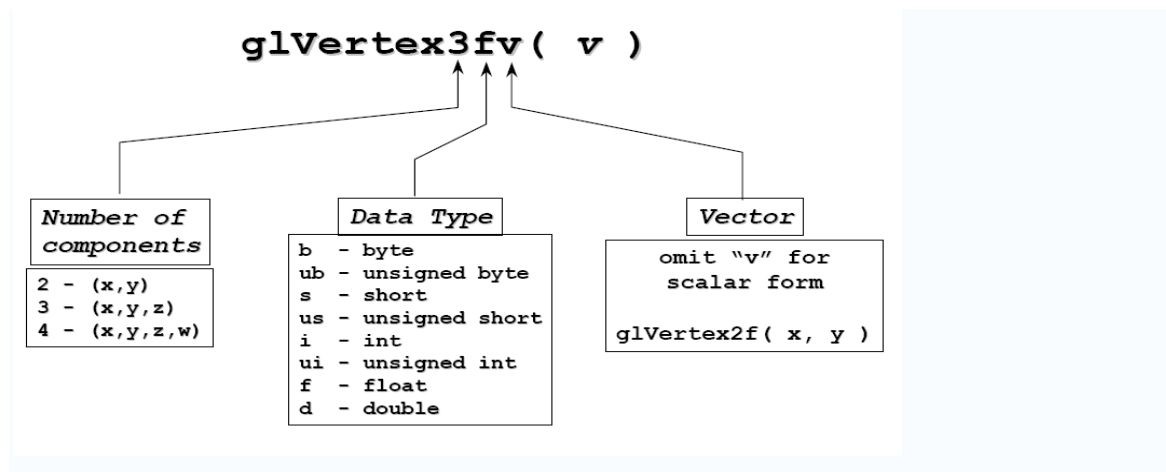 glVertex3fv( v )
Number of
components
2 - (x,y)
3 - (x,y,z)
4 - (x,y,z,w)
Data Type
b - byte
ub - unsigned byte
s - short
us - unsigned short
i - int
ui - unsigned int
f - float
d - double
Vector
omit “v” for
scalar form
glVertex2f( x, y )